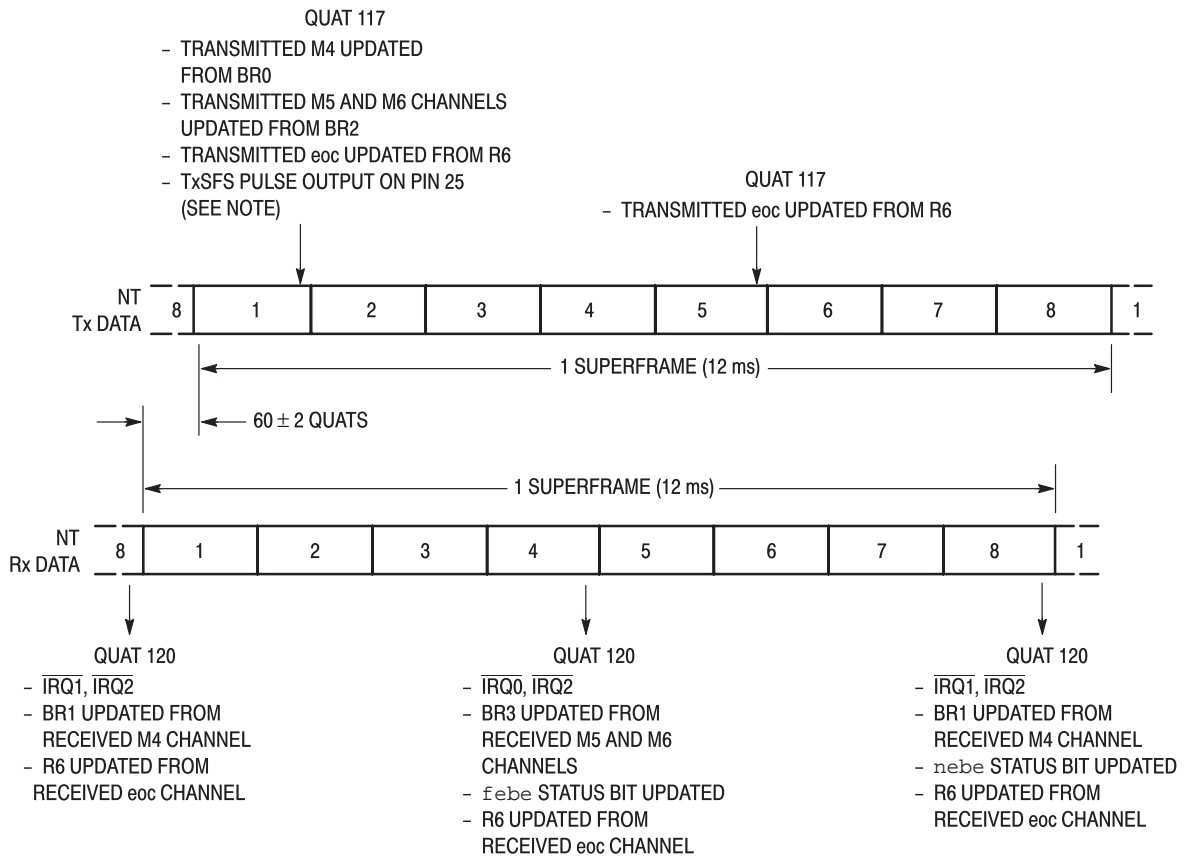 QUAT 117
– TRANSMITTED M4 UPDATED
FROM BR0
– TRANSMITTED M5 AND M6 CHANNELS
UPDATED FROM BR2
– TRANSMITTED eoc UPDATED FROM R6
– TxSFS PULSE OUTPUT ON PIN 25
(SEE NOTE)
QUAT 117
– TRANSMITTED eoc UPDATED FROM R6
NT
Tx DATA
8 1 2 3 4 5 6 7 8 1
1 SUPERFRAME (12 ms)
60 ± 2 QUATS
1 SUPERFRAME (12 ms)
NT
Rx DATA
8 1 2 3 4 5 6 7 8 1
QUAT 120
– I̅R̅Q̅1̅, I̅R̅Q̅2̅
– BR1 UPDATED FROM
RECEIVED M4 CHANNEL
– R6 UPDATED FROM
RECEIVED eoc CHANNEL
QUAT 120
– I̅R̅Q̅0̅, I̅R̅Q̅2̅
– BR3 UPDATED FROM
RECEIVED M5 AND M6
CHANNELS
– febe STATUS BIT UPDATED
– R6 UPDATED FROM
RECEIVED eoc CHANNEL
QUAT 120
– I̅R̅Q̅1̅, I̅R̅Q̅2̅
– BR1 UPDATED FROM
RECEIVED M4 CHANNEL
– nebe STATUS BIT UPDATED
– R6 UPDATED FROM
RECEIVED eoc CHANNEL